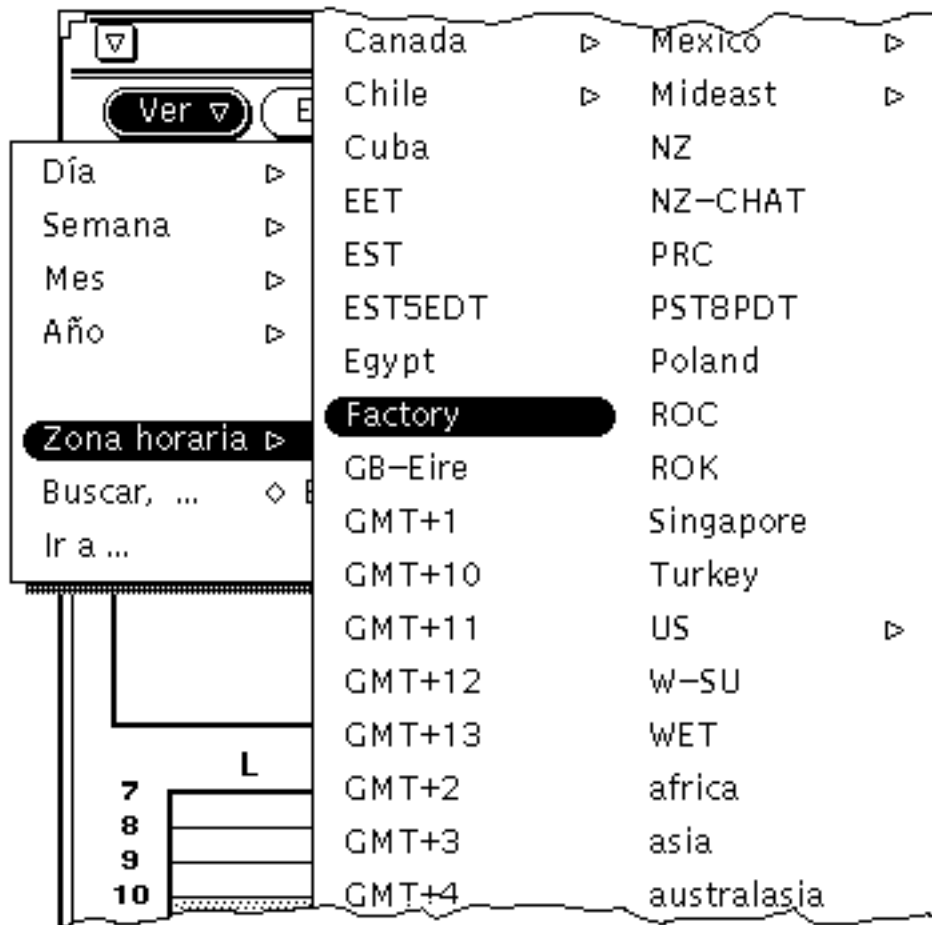 Ver
E
Día
Semana
Mes
Año
Zona horaria
Buscar, ...
Ir a ...
L
7
8
9
10
Canada
Chile
Cuba
EET
EST
EST5EDT
Egypt
Factory
GB-Eire
GMT+1
GMT+10
GMT+11
GMT+12
GMT+13
GMT+2
GMT+3
GMT+4
Mexico
Mideast
NZ
NZ-CHAT
PRC
PST8PDT
Poland
ROC
ROK
Singapore
Turkey
US
W-SU
WET
africa
asia
australasia